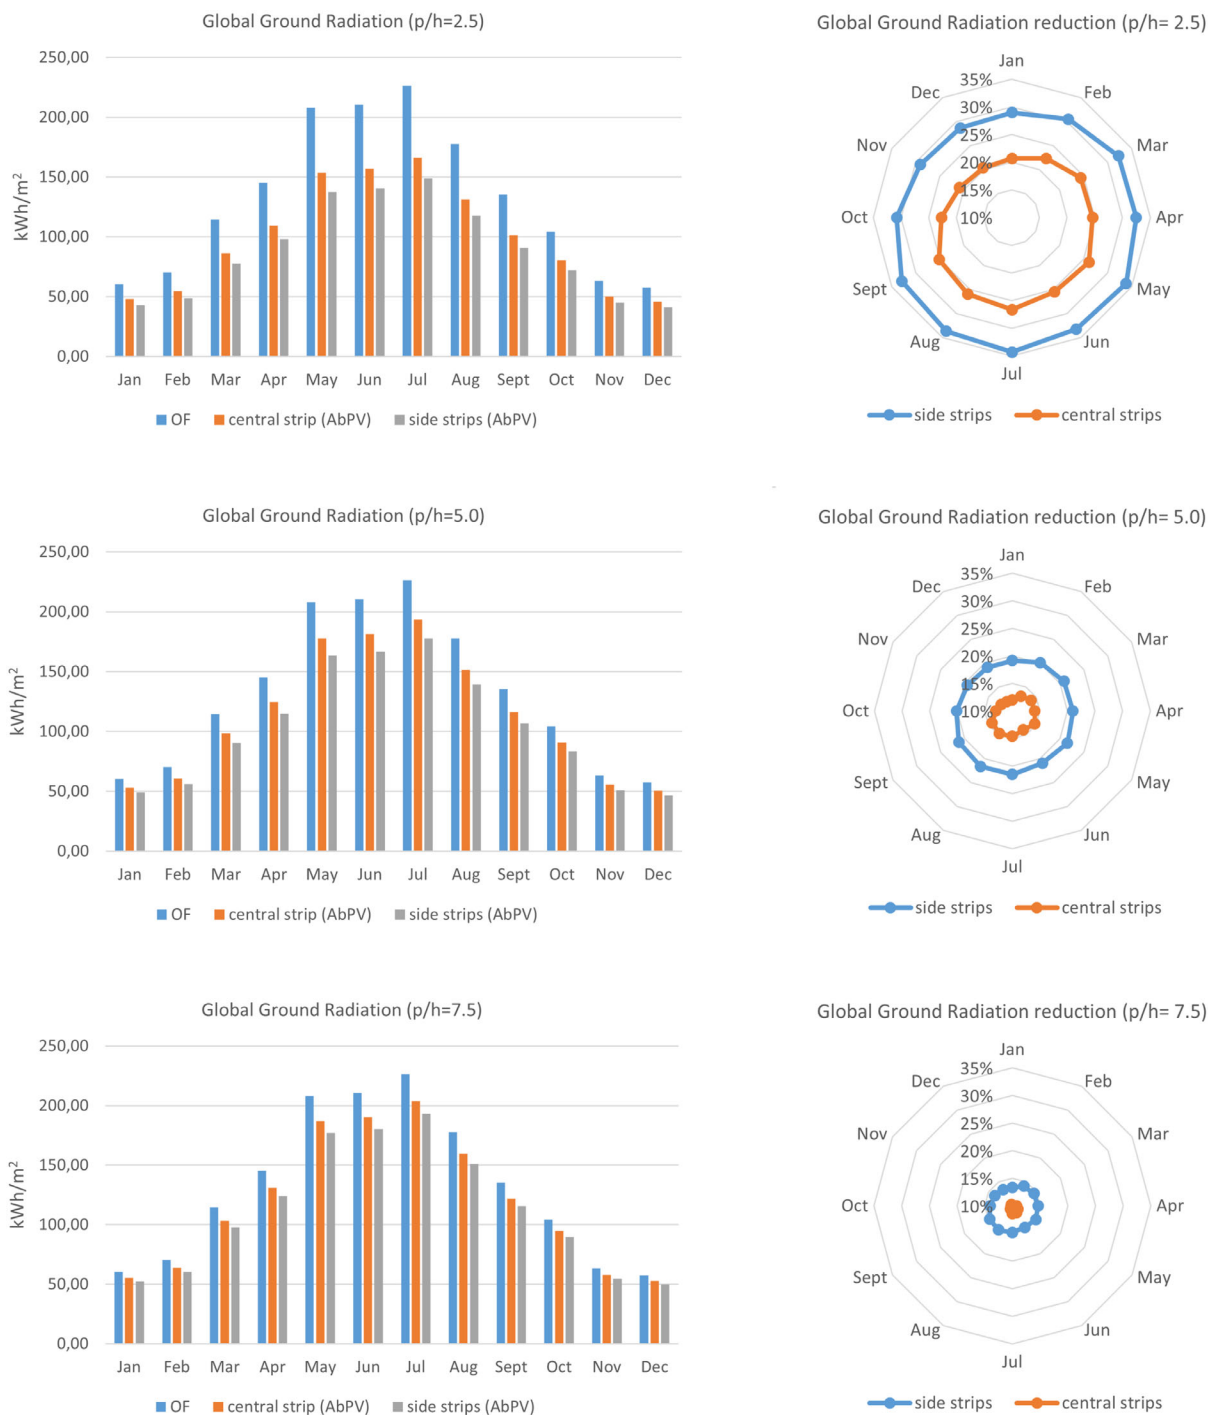 Global Ground Radiation (p/h=2.5)
250,00
200,00
150,00
100,00
50,00
0,00
kWh/m²
Jan Feb Mar Apr May Jun Jul Aug Sept Oct Nov Dec
OF central strip (AbPV) side strips (AbPV)
Global Ground Radiation reduction (p/h= 2.5)
Jan
Feb
Mar
Apr
May
Jun
Jul
Aug
Sept
Oct
Nov
Dec
35%
30%
25%
20%
15%
10%
side strips central strips
Global Ground Radiation (p/h=5.0)
250,00
200,00
150,00
100,00
50,00
0,00
kWh/m²
Jan Feb Mar Apr May Jun Jul Aug Sept Oct Nov Dec
OF central strip (AbPV) side strips (AbPV)
Global Ground Radiation reduction (p/h= 5.0)
Jan
Feb
Mar
Apr
May
Jun
Jul
Aug
Sept
Oct
Nov
Dec
35%
30%
25%
20%
15%
10%
side strips central strips
Global Ground Radiation (p/h=7.5)
250,00
200,00
150,00
100,00
50,00
0,00
kWh/m²
Jan Feb Mar Apr May Jun Jul Aug Sept Oct Nov Dec
OF central strip (AbPV) side strips (AbPV)
Global Ground Radiation reduction (p/h= 7.5)
Jan
Feb
Mar
Apr
May
Jun
Jul
Aug
Sept
Oct
Nov
Dec
35%
30%
25%
20%
15%
10%
side strips central strips